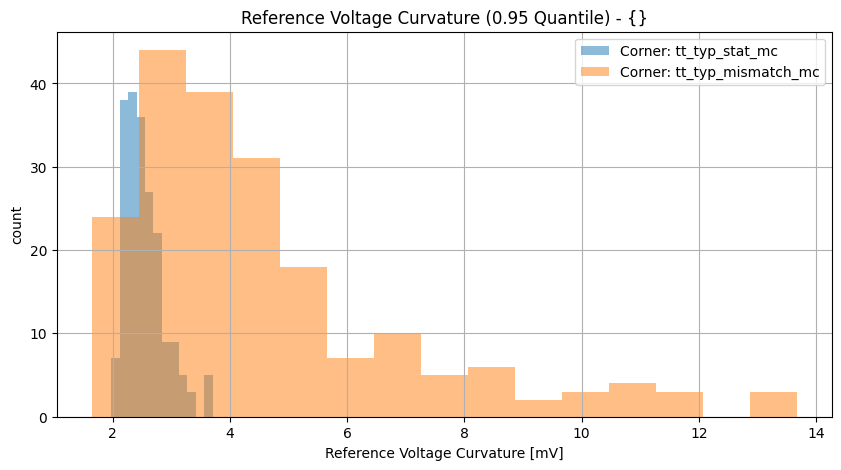 Reference Voltage Curvature (0.95 Quantile) - {}
Corner: tt_typ_stat_mc
Corner: tt_typ_mismatch_mc
40
30
20
10
0
count
2
4
6
8
10
12
14
Reference Voltage Curvature [mV]